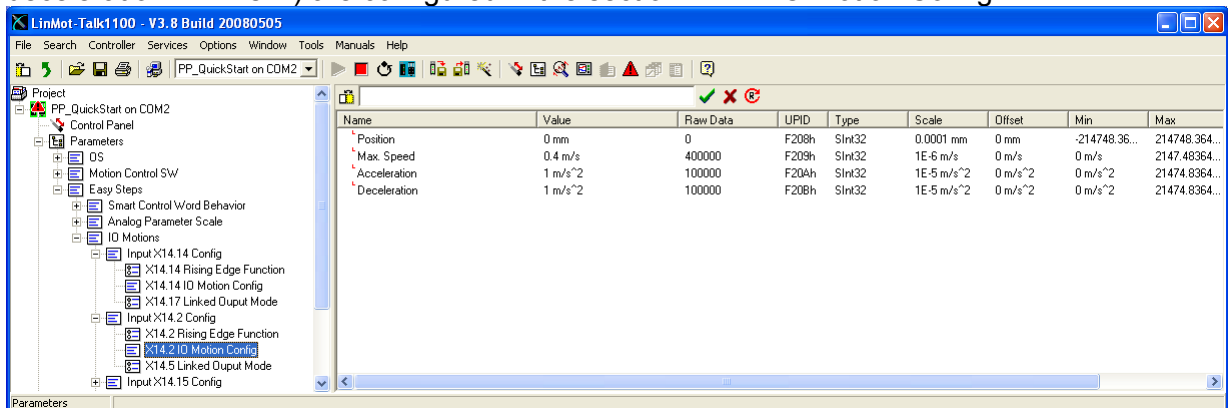 LinMot-Talk1100 - V3.8 Build 20080505
File Search Controller Services Options Window Tools Manuals Help
PP_QuickStart on COM2
Project
PP_QuickStart on COM2
Control Panel
Parameters
OS
Motion Control SW
Easy Steps
Smart Control Word Behavior
Analog Parameter Scale
IO Motions
Input X14.14 Config
X14.14 Rising Edge Function
X14.14 IO Motion Config
X14.17 Linked Ouput Mode
Input X14.2 Config
X14.2 Rising Edge Function
X14.2 IO Motion Config
X14.5 Linked Ouput Mode
Input X14.15 Config
Name Value Raw Data UPID Type Scale Offset Min Max
Position 0 mm 0 F208h SInt32 0.0001 mm 0 mm -214748.36... 214748.364...
Max. Speed 0.4 m/s 400000 F209h SInt32 1E-6 m/s 0 m/s 0 m/s 2147.48364...
Acceleration 1 m/s^2 100000 F20Ah SInt32 1E-5 m/s^2 0 m/s^2 0 m/s^2 21474.8364...
Deceleration 1 m/s^2 100000 F20Bh SInt32 1E-5 m/s^2 0 m/s^2 0 m/s^2 21474.8364...
Parameters